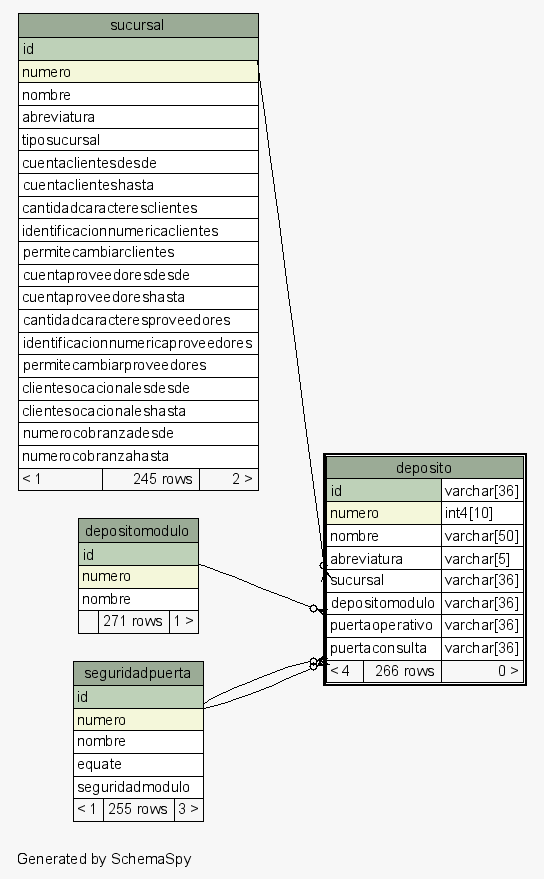 sucursal
id
numero
nombre
abreviatura
tiposucursal
cuentaclientesdesde
cuentaclienteshasta
cantidadcaracteresclientes
identificacionnumericaclientes
permitecambiarclientes
cuentaproveedoresdesde
cuentaproveedoreshasta
cantidadcaracteresproveedores
identificacionnumericaproveedores
permitecambiarproveedores
clientesocacionalesdesde
clientesocacionaleshasta
numerocobranzadesde
numerocobranzahasta
< 1 245 rows 2 >
deposito
id varchar[36]
numero int4[10]
nombre varchar[50]
abreviatura varchar[5]
sucursal varchar[36]
depositomodulo varchar[36]
puertaoperativo varchar[36]
puertaconsulta varchar[36]
< 4 266 rows 0 >
depositomodulo
id
numero
nombre
271 rows 1 >
seguridadpuerta
id
numero
nombre
equate
seguridadmodulo
< 1 255 rows 3 >
Generated by SchemaSpy